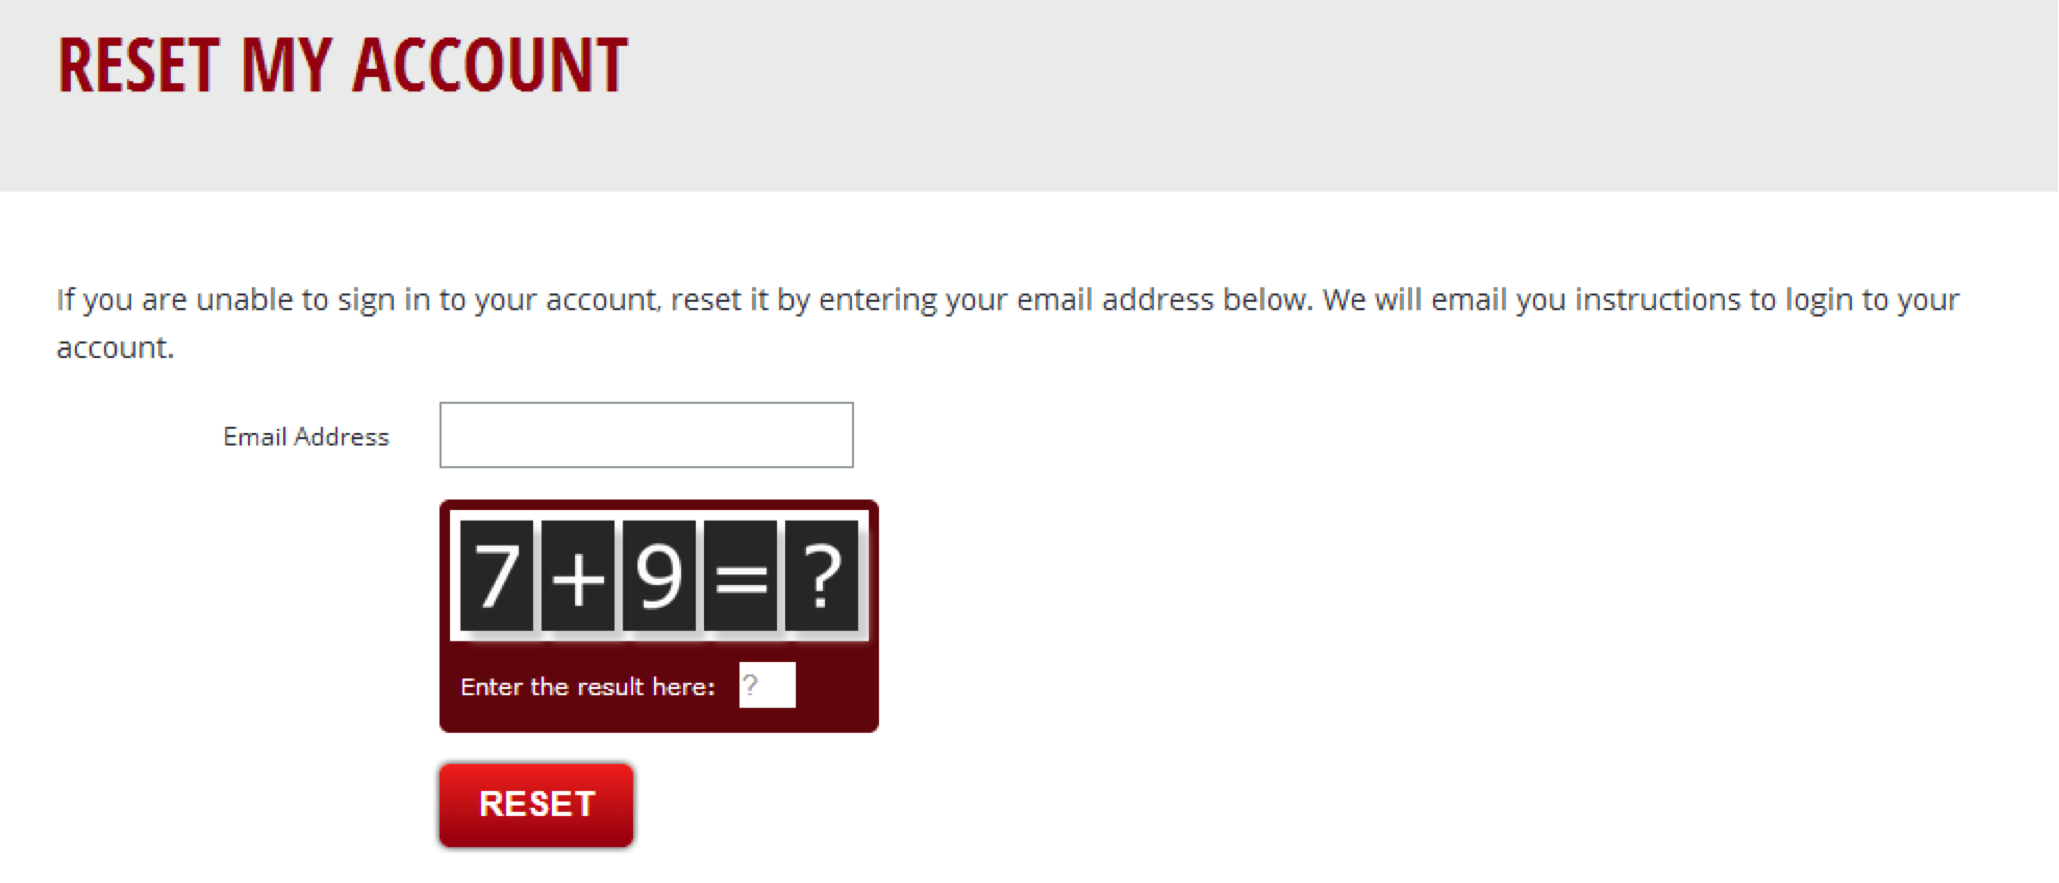 RESET MY ACCOUNT
If you are unable to sign in to your account, reset it by entering your email address below. We will email you instructions to login to your
account.
Email Address
7+9=?
Enter the result here: ?
RESET